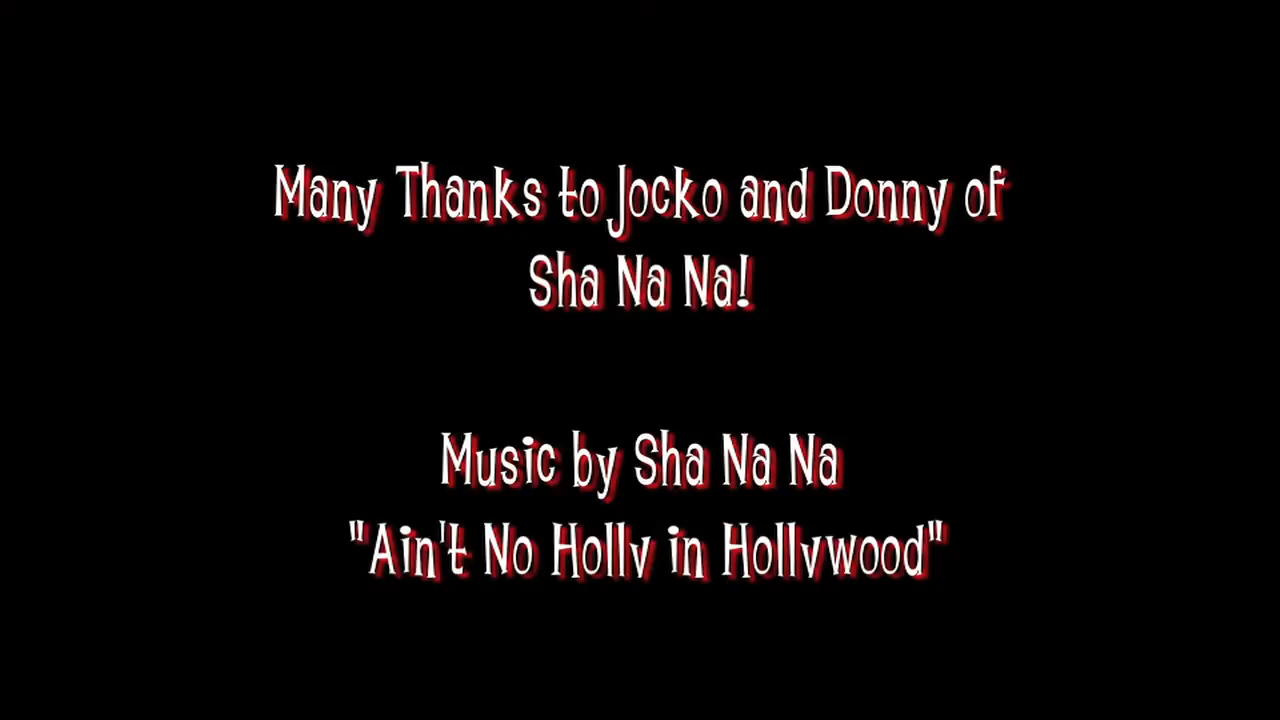 Many Thanks to Jocko and Donny of
Sha Na Na!
Music by Sha Na Na
"Ain't No Holly in Hollywood"